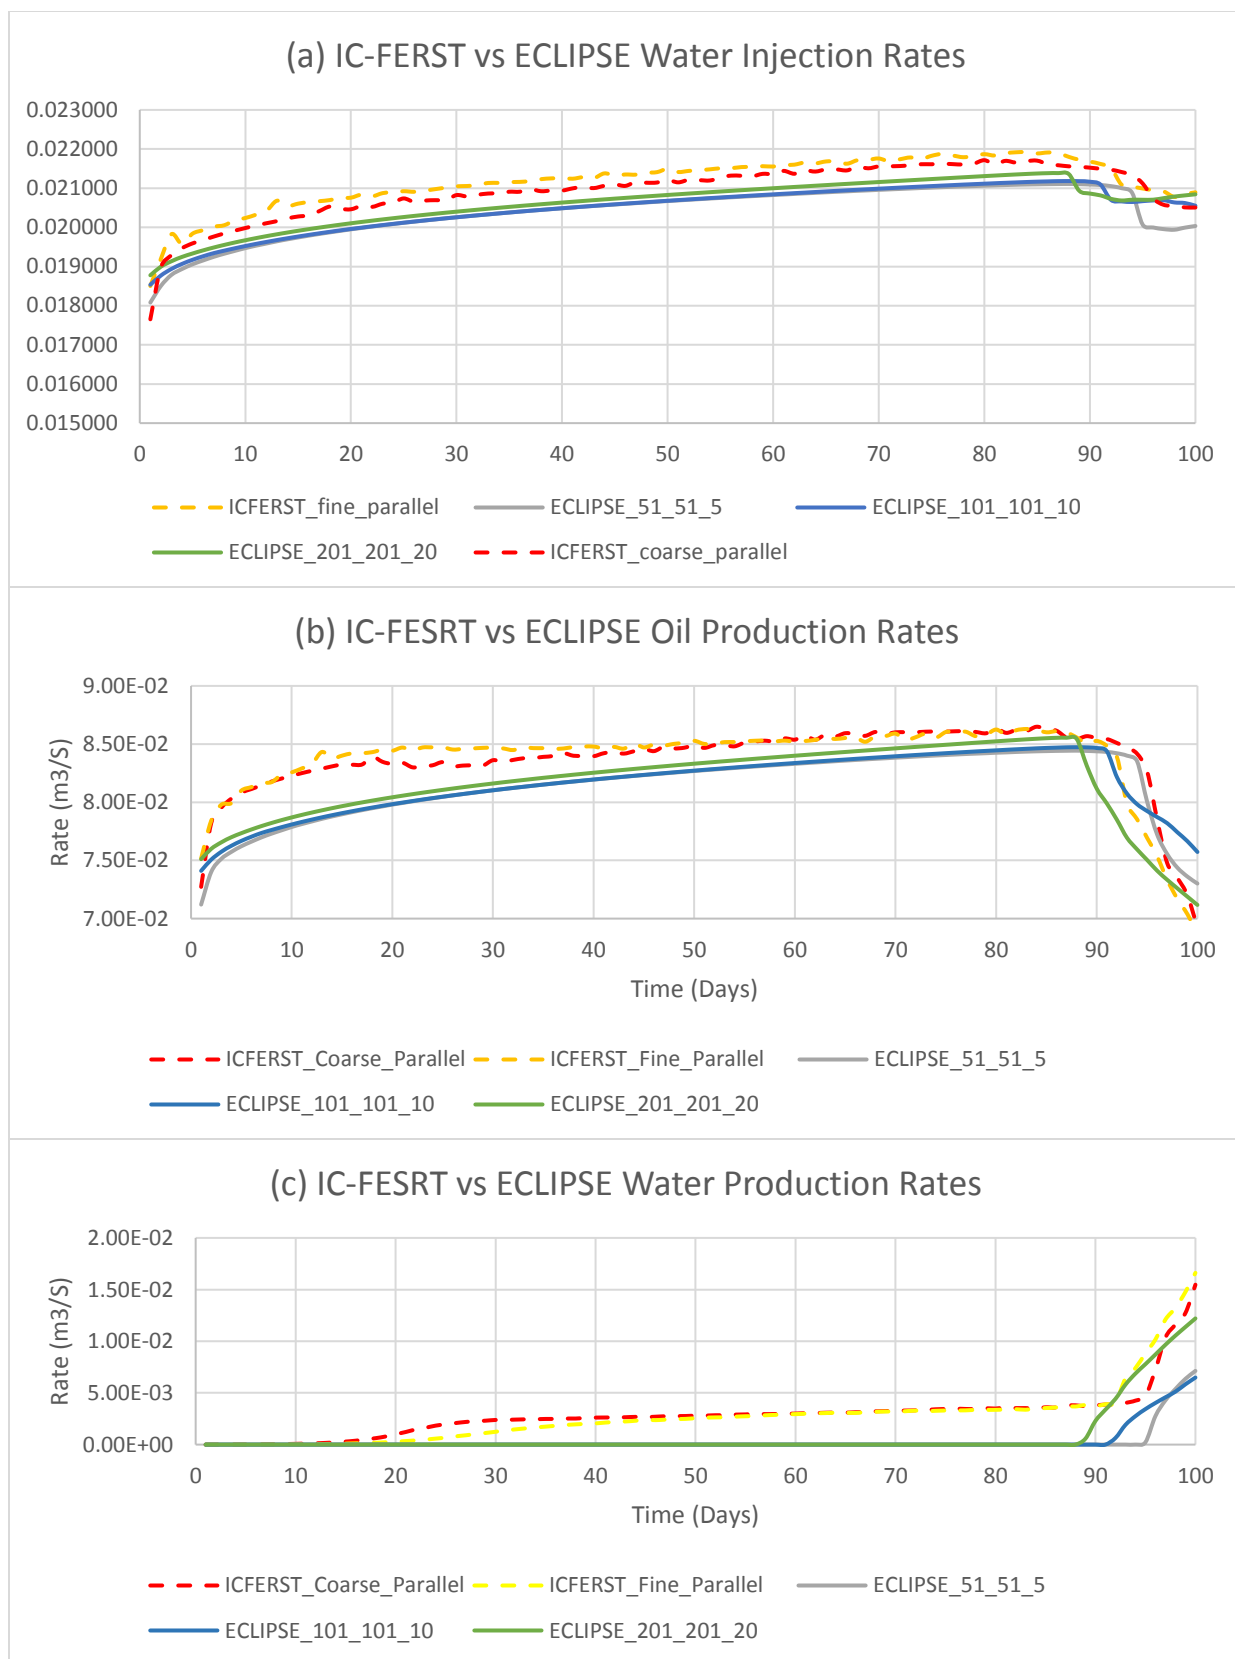 (a) IC-FERST vs ECLIPSE Water Injection Rates
0.023000
0.022000
0.021000
0.020000
0.019000
0.018000
0.017000
0.016000
0.015000
0 10 20 30 40 50 60 70 80 90 100
ICFERST_fine_parallel ECLIPSE_51_51_5 ECLIPSE_101_101_10
ECLIPSE_201_201_20 ICFERST_coarse_parallel
(b) IC-FESRT vs ECLIPSE Oil Production Rates
Rate (m3/S)
9.00E-02
8.50E-02
8.00E-02
7.50E-02
7.00E-02
0 10 20 30 40 50 60 70 80 90 100
Time (Days)
ICFERST_Coarse_Parallel ICFERST_Fine_Parallel ECLIPSE_51_51_5
ECLIPSE_101_101_10 ECLIPSE_201_201_20
(c) IC-FESRT vs ECLIPSE Water Production Rates
Rate (m3/S)
2.00E-02
1.50E-02
1.00E-02
5.00E-03
0.00E+00
0 10 20 30 40 50 60 70 80 90 100
Time (Days)
ICFERST_Coarse_Parallel ICFERST_Fine_Parallel ECLIPSE_51_51_5
ECLIPSE_101_101_10 ECLIPSE_201_201_20